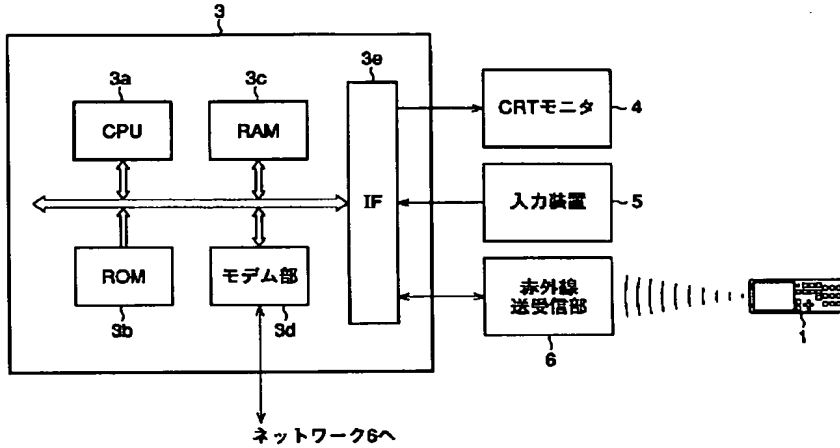 3
3a
CPU
3c
RAM
3e
IF
CRTモニタ
4
入力装置
5
ROM
3b
モデム部
3d
赤外線
送受信部
6
1
ネットワーク6へ